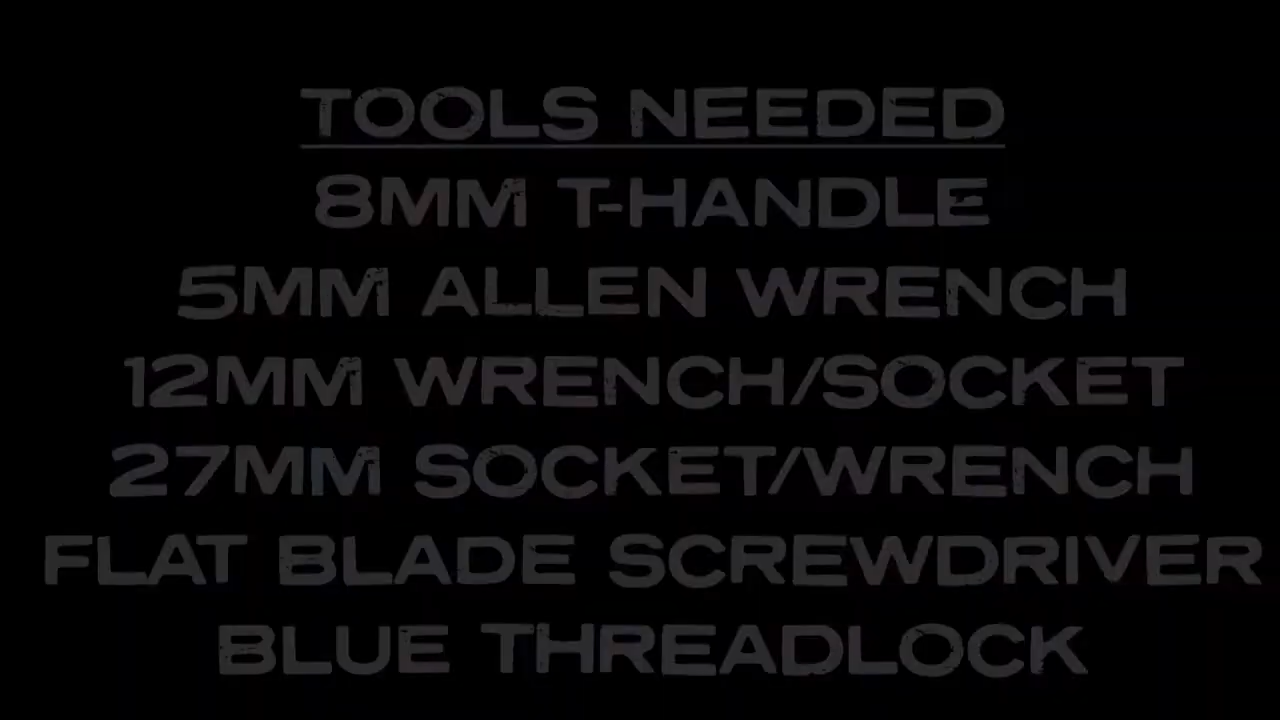 TOOLS NEEDED
8MM T-HANDLE
5MM ALLEN WRENCH
12MM WRENCH/SOCKET
27MM SOCKET/WRENCH
FLAT BLADE SCREWDRIVER
BLUE THREADLOCK